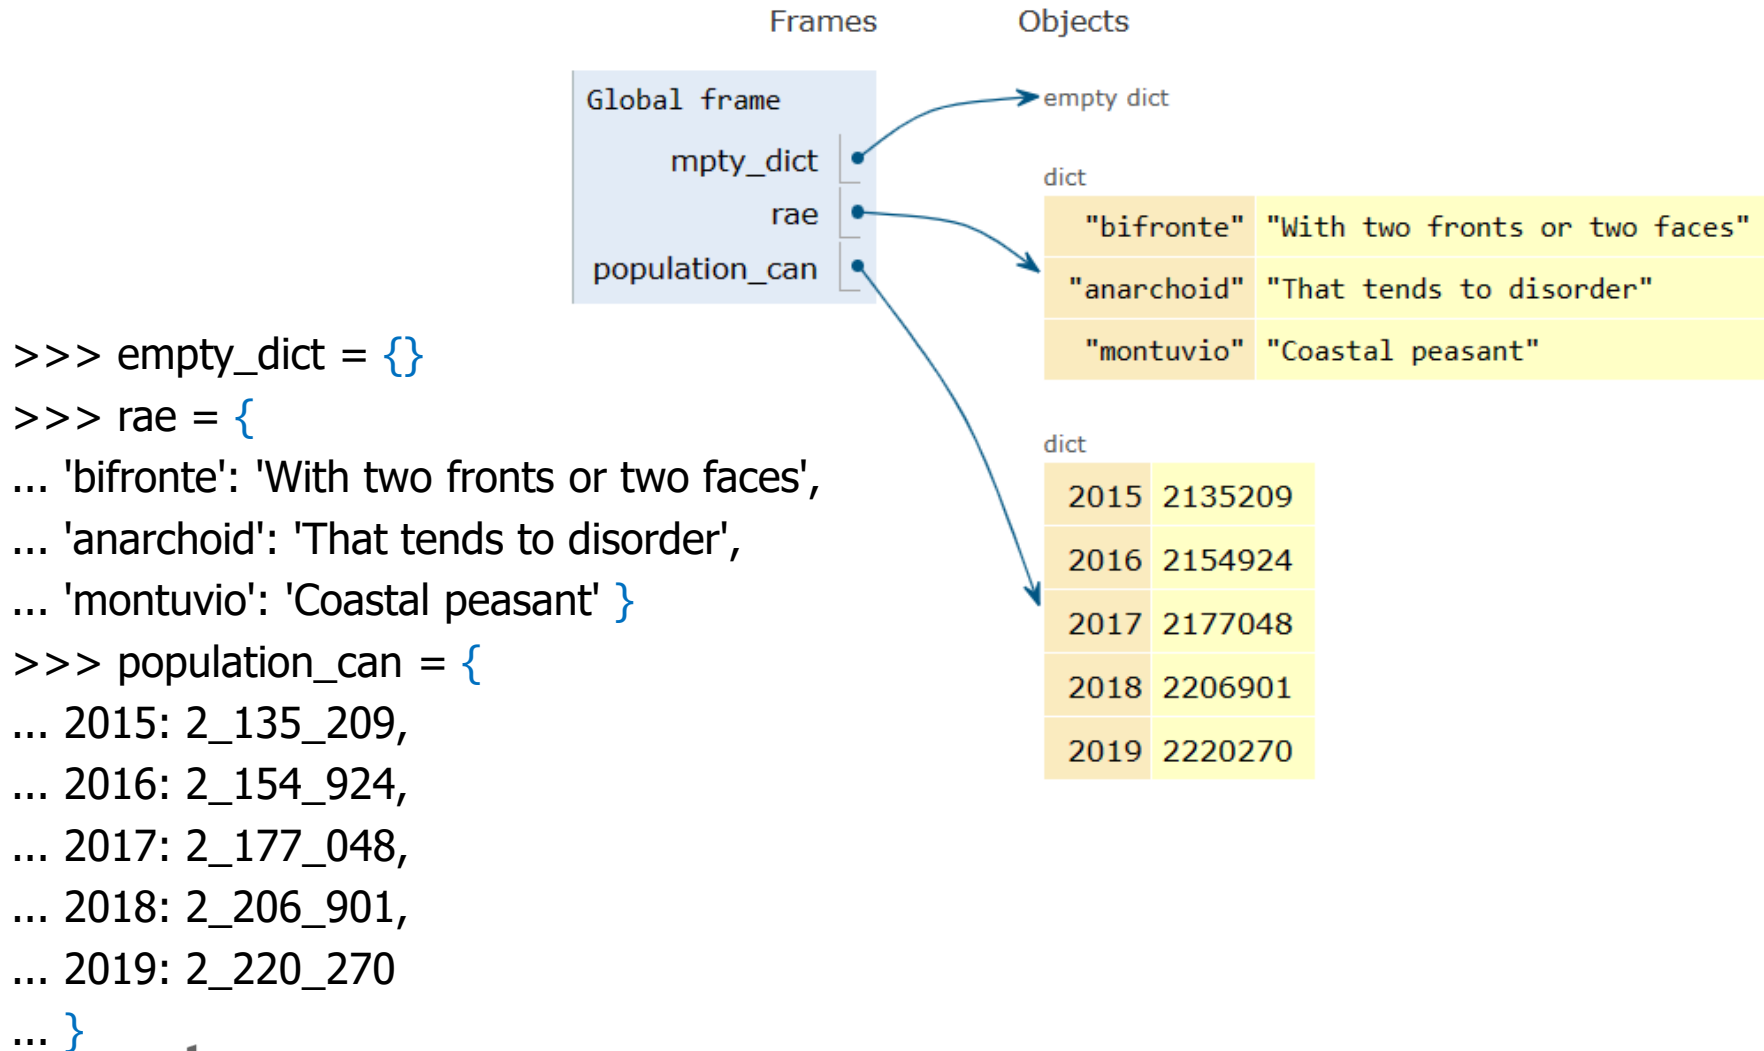 Frames Objects
Global frame
mpty_dict
rae
population_can
empty dict
dict
"bifronte" "With two fronts or two faces"
"anarchoid" "That tends to disorder"
"montuvio" "Coastal peasant"
dict
2015 2135209
2016 2154924
2017 2177048
2018 2206901
2019 2220270
>>> empty_dict = {}
>>> rae = {
... 'bifronte': 'With two fronts or two faces',
... 'anarchoid': 'That tends to disorder',
... 'montuvio': 'Coastal peasant' }
>>> population_can = {
... 2015: 2_135_209,
... 2016: 2_154_924,
... 2017: 2_177_048,
... 2018: 2_206_901,
... 2019: 2_220_270
... }